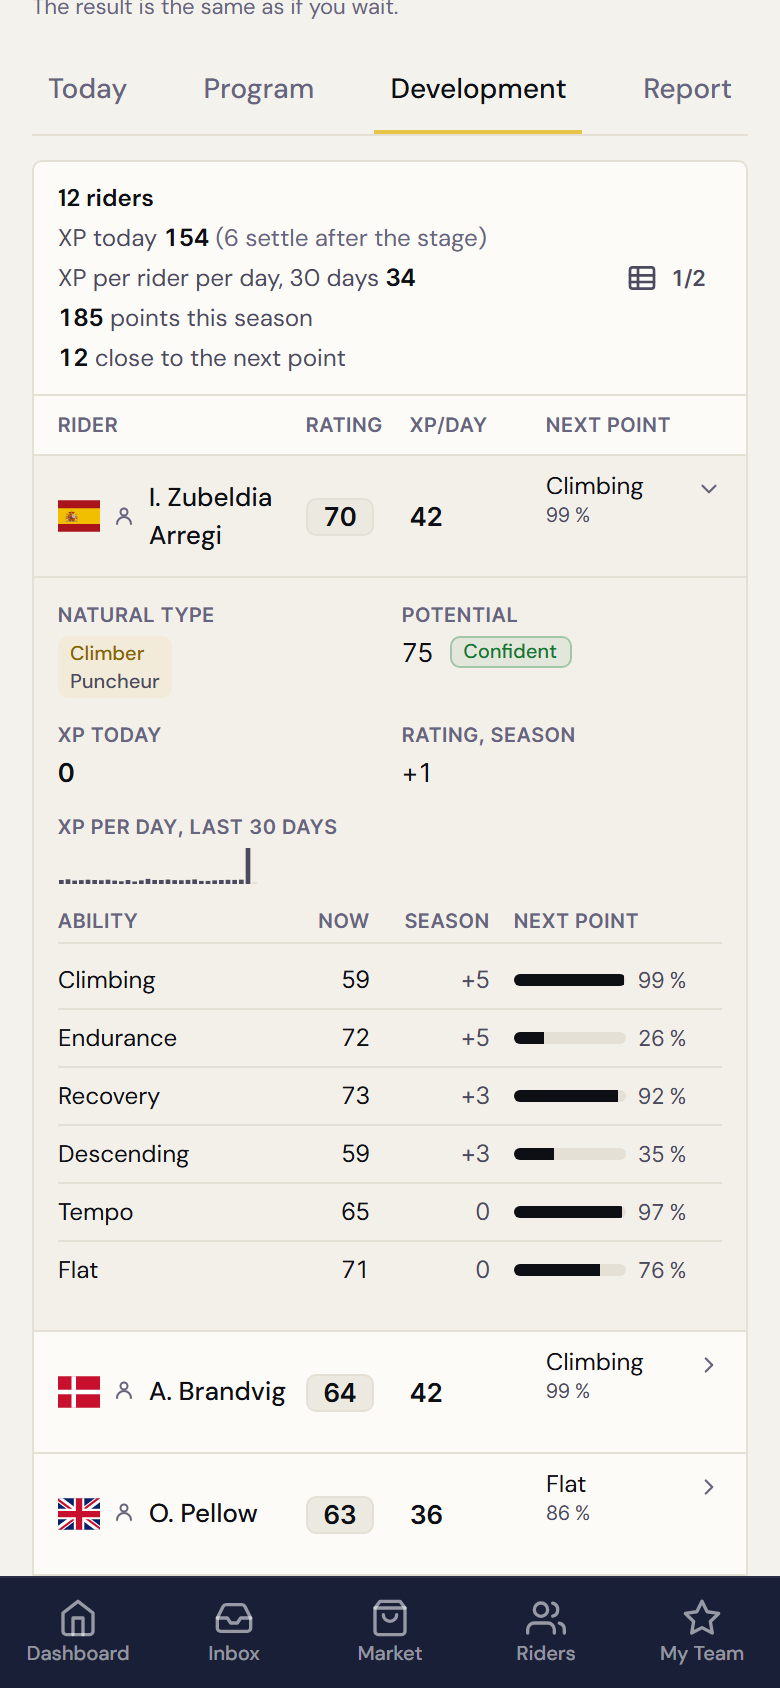 The result is the same as if you wait.
Today Program Development Report
12 riders
XP today 154 (6 settle after the stage)
XP per rider per day, 30 days 34
1/2
185 points this season
12 close to the next point
RIDER RATING XP/DAY NEXT POINT
I. Zubeldia Arregi 70 42 Climbing
99 %
NATURAL TYPE POTENTIAL
Climber
Puncheur
75 Confident
XP TODAY RATING, SEASON
0 +1
XP PER DAY, LAST 30 DAYS
ABILITY NOW SEASON NEXT POINT
Climbing 59 +5 99 %
Endurance 72 +5 26 %
Recovery 73 +3 92 %
Descending 59 +3 35 %
Tempo 65 0 97 %
Flat 71 0 76 %
A. Brandvig 64 42 Climbing
99 %
O. Pellow 63 36 Flat
86 %
Dashboard Inbox Market Riders My Team